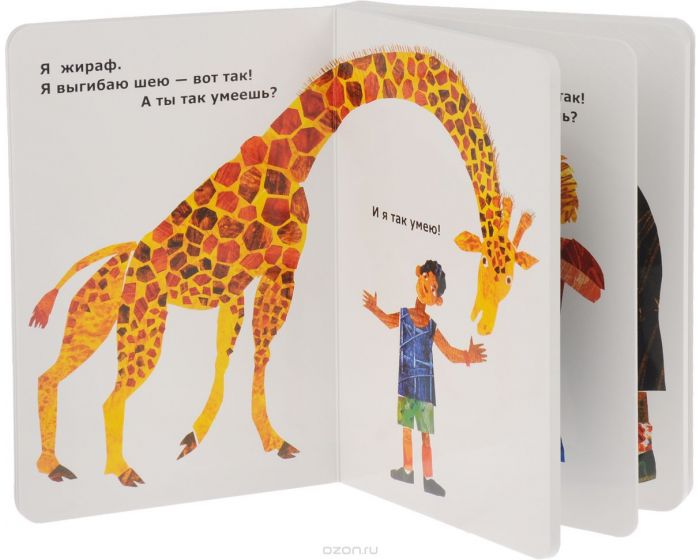 Я жираф.
Я выгибаю шею — вот так!
А ты так умеешь?
И я так умею!
так!
ozon.ru